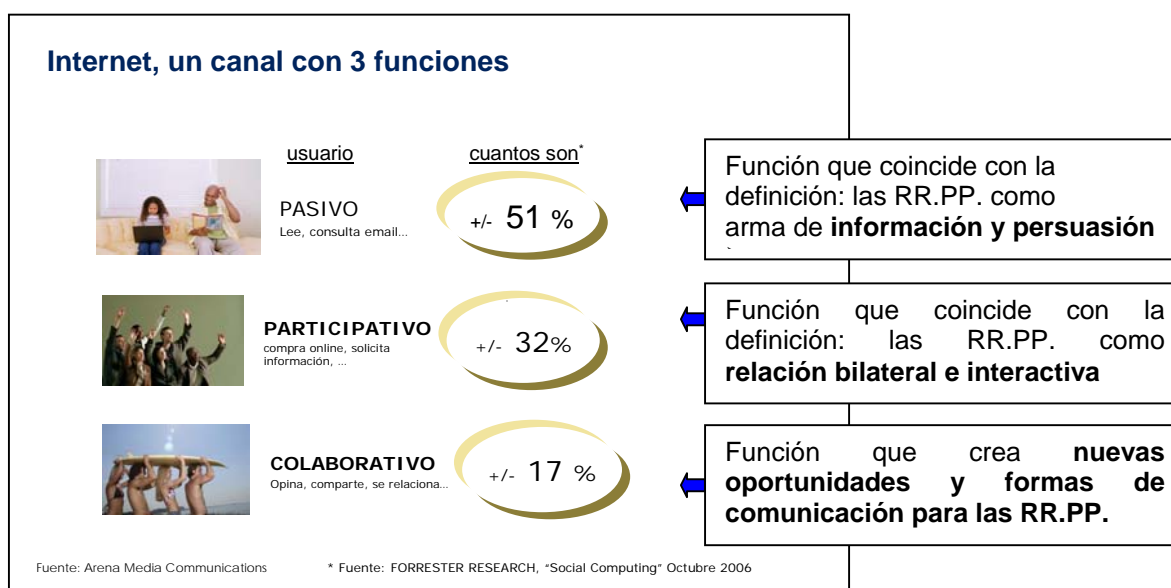 Internet, un canal con 3 funciones
usuario
cuantos son*
PASIVO
Lee, consulta email...
+/- 51 %
Función que coincide con la
definición: las RR.PP. como
arma de información y persuasión
`
PARTICIPATIVO
compra online, solicita
información, ...
+/- 32%
Función que coincide con la
definición: las RR.PP. como
relación bilateral e interactiva
COLABORATIVO
Opina, comparte, se relaciona...
+/- 17 %
Función que crea nuevas
oportunidades y formas de
comunicación para las RR.PP.
Fuente: Arena Media Communications
* Fuente: FORRESTER RESEARCH, "Social Computing" Octubre 2006